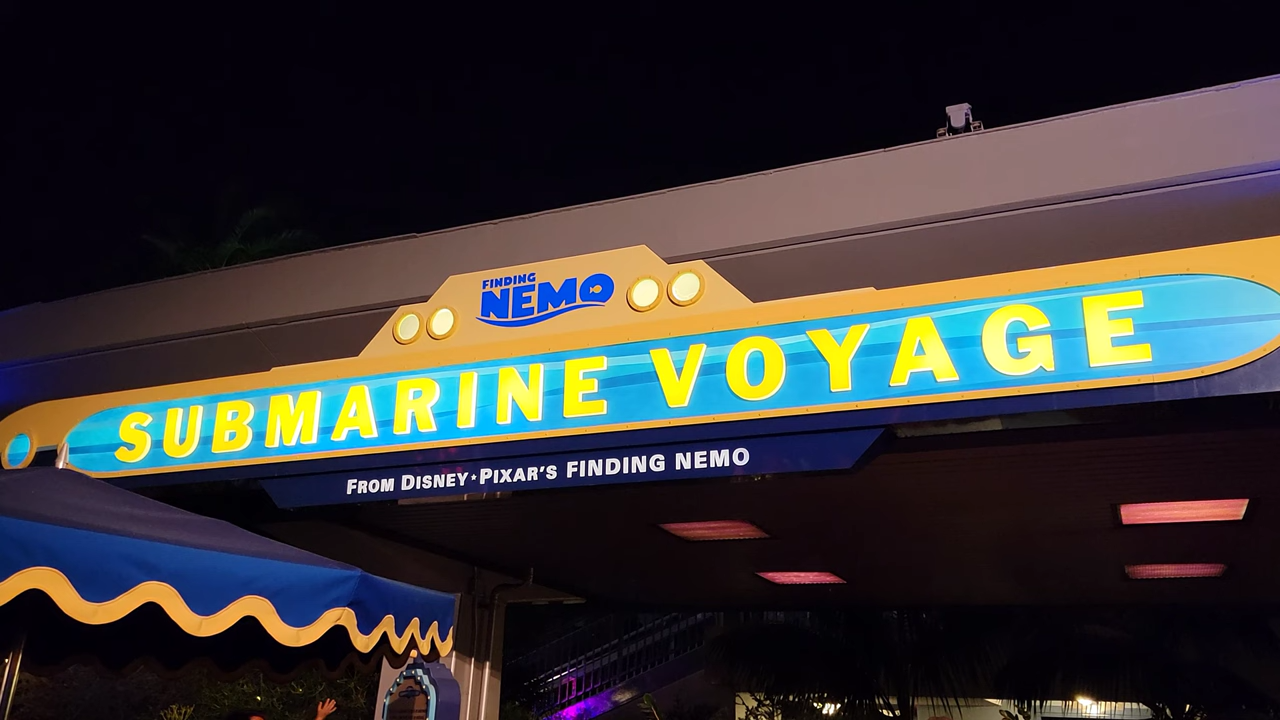 FINDING
NEMO
SUBMARINE VOYAGE
FROM DISNEY • PIXAR'S FINDING NEMO